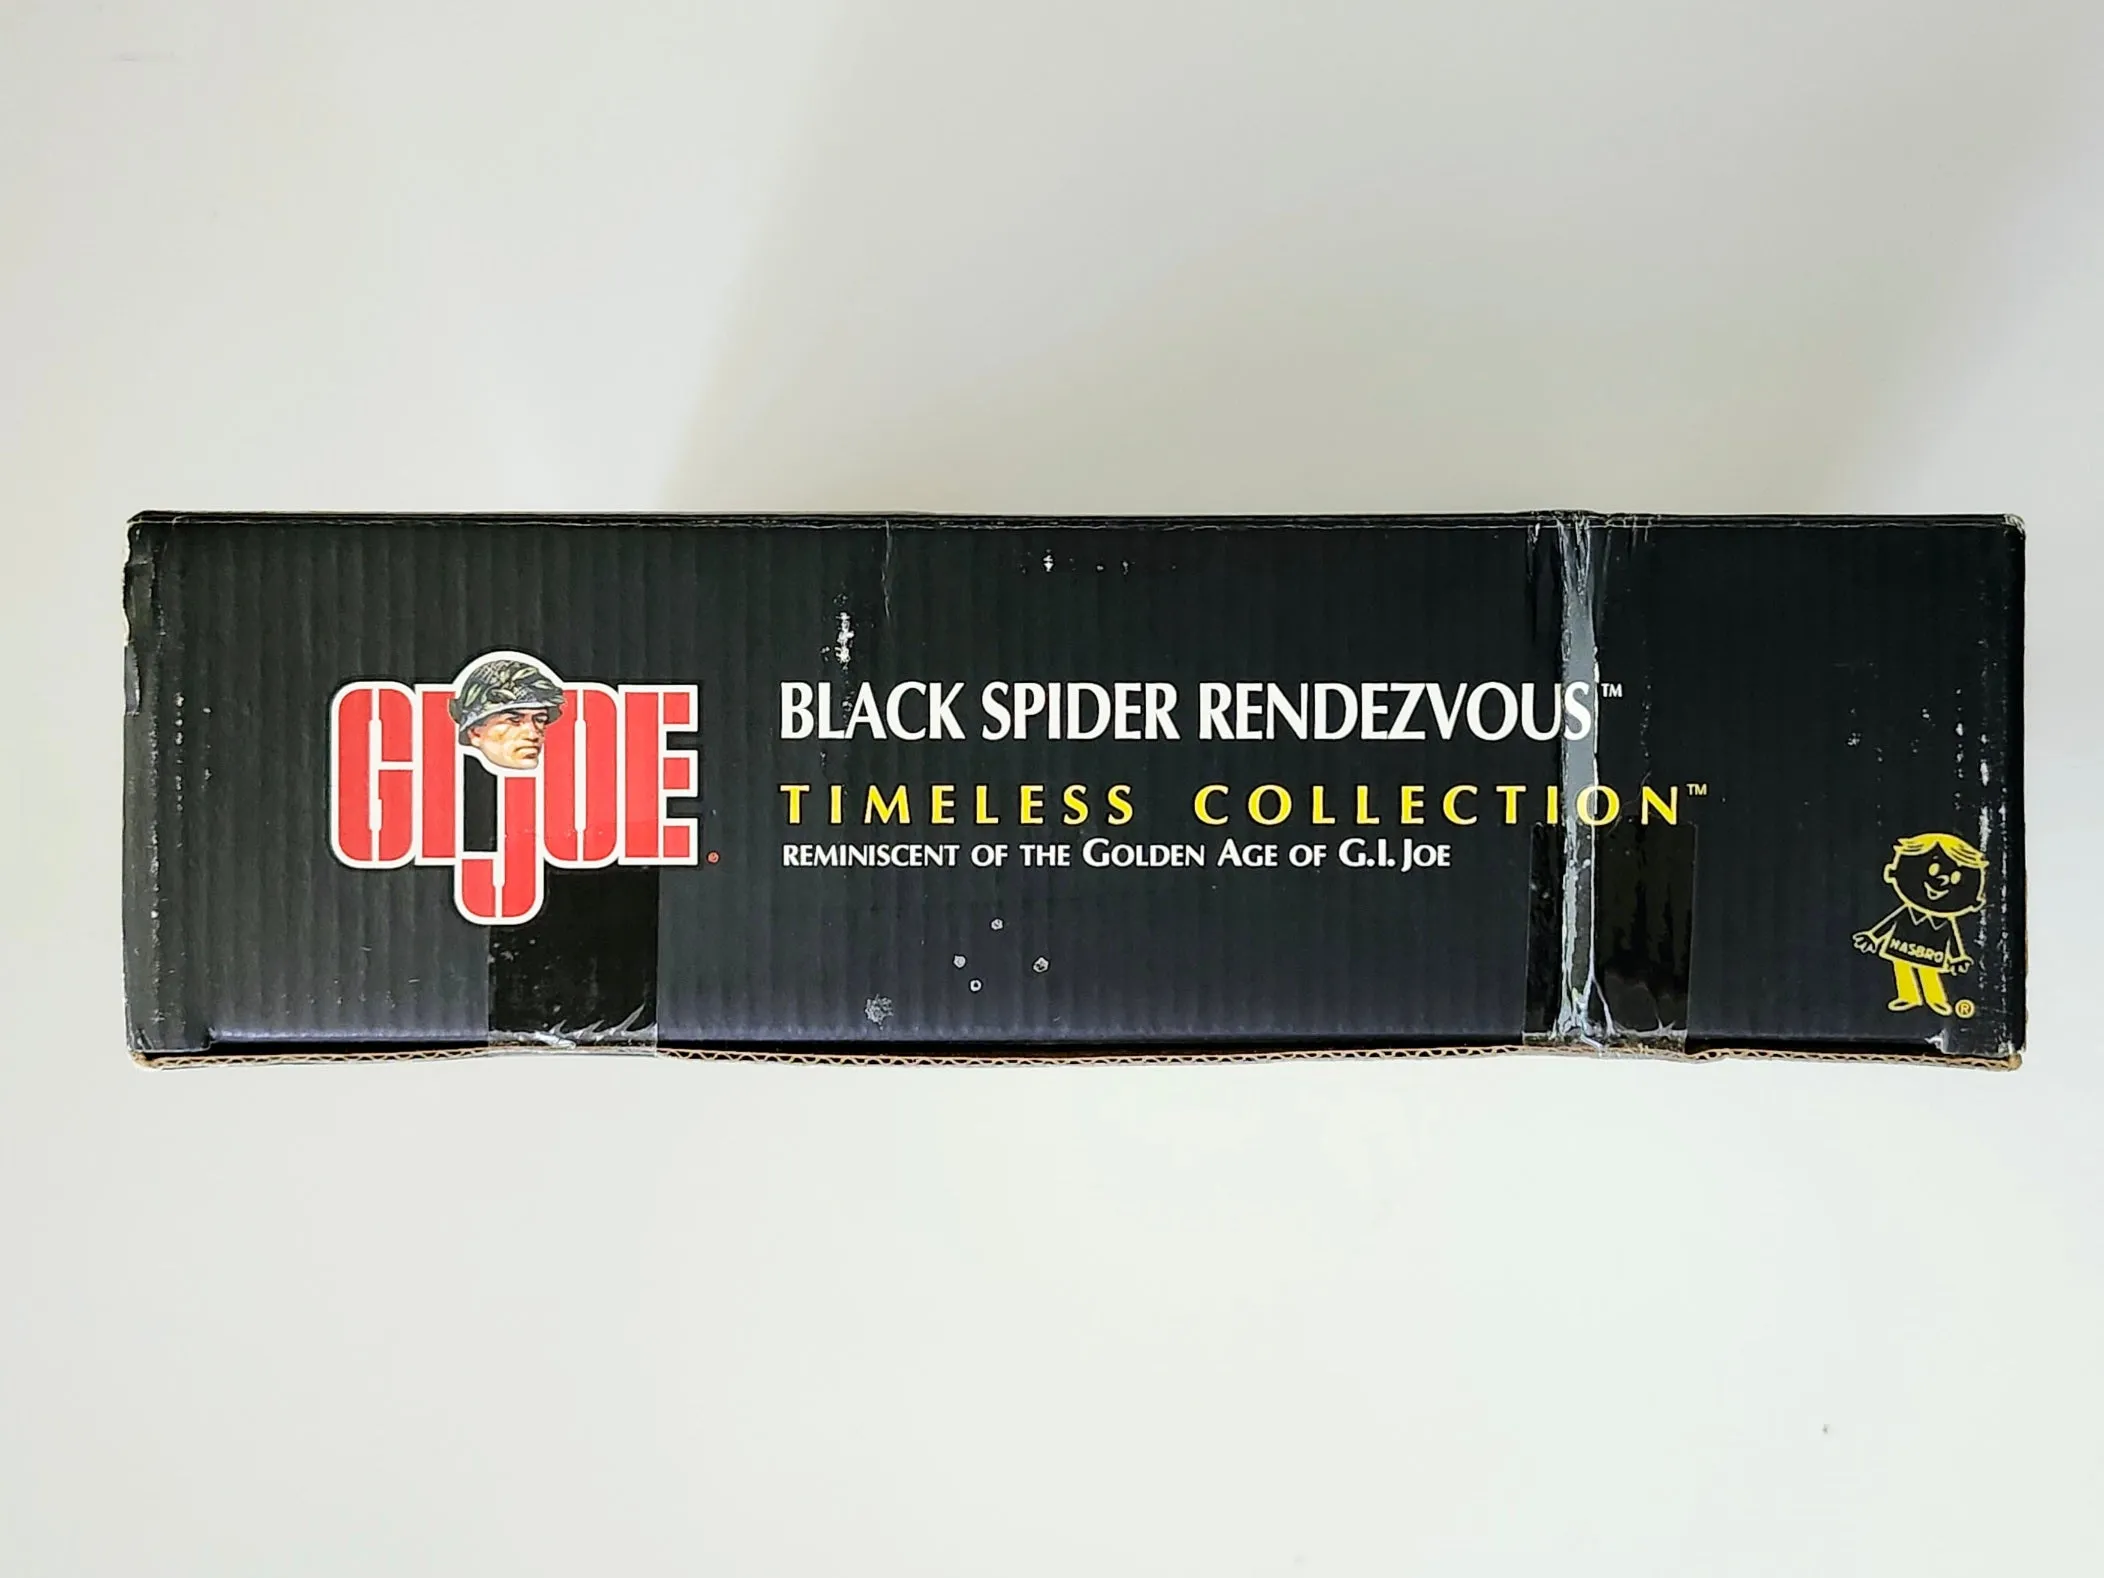 GI JOE
BLACK SPIDER RENDEZVOUS™
TIMELESS COLLECTION™
REMINISCENT OF THE GOLDEN AGE OF G.I. JOE
HASBRO
®